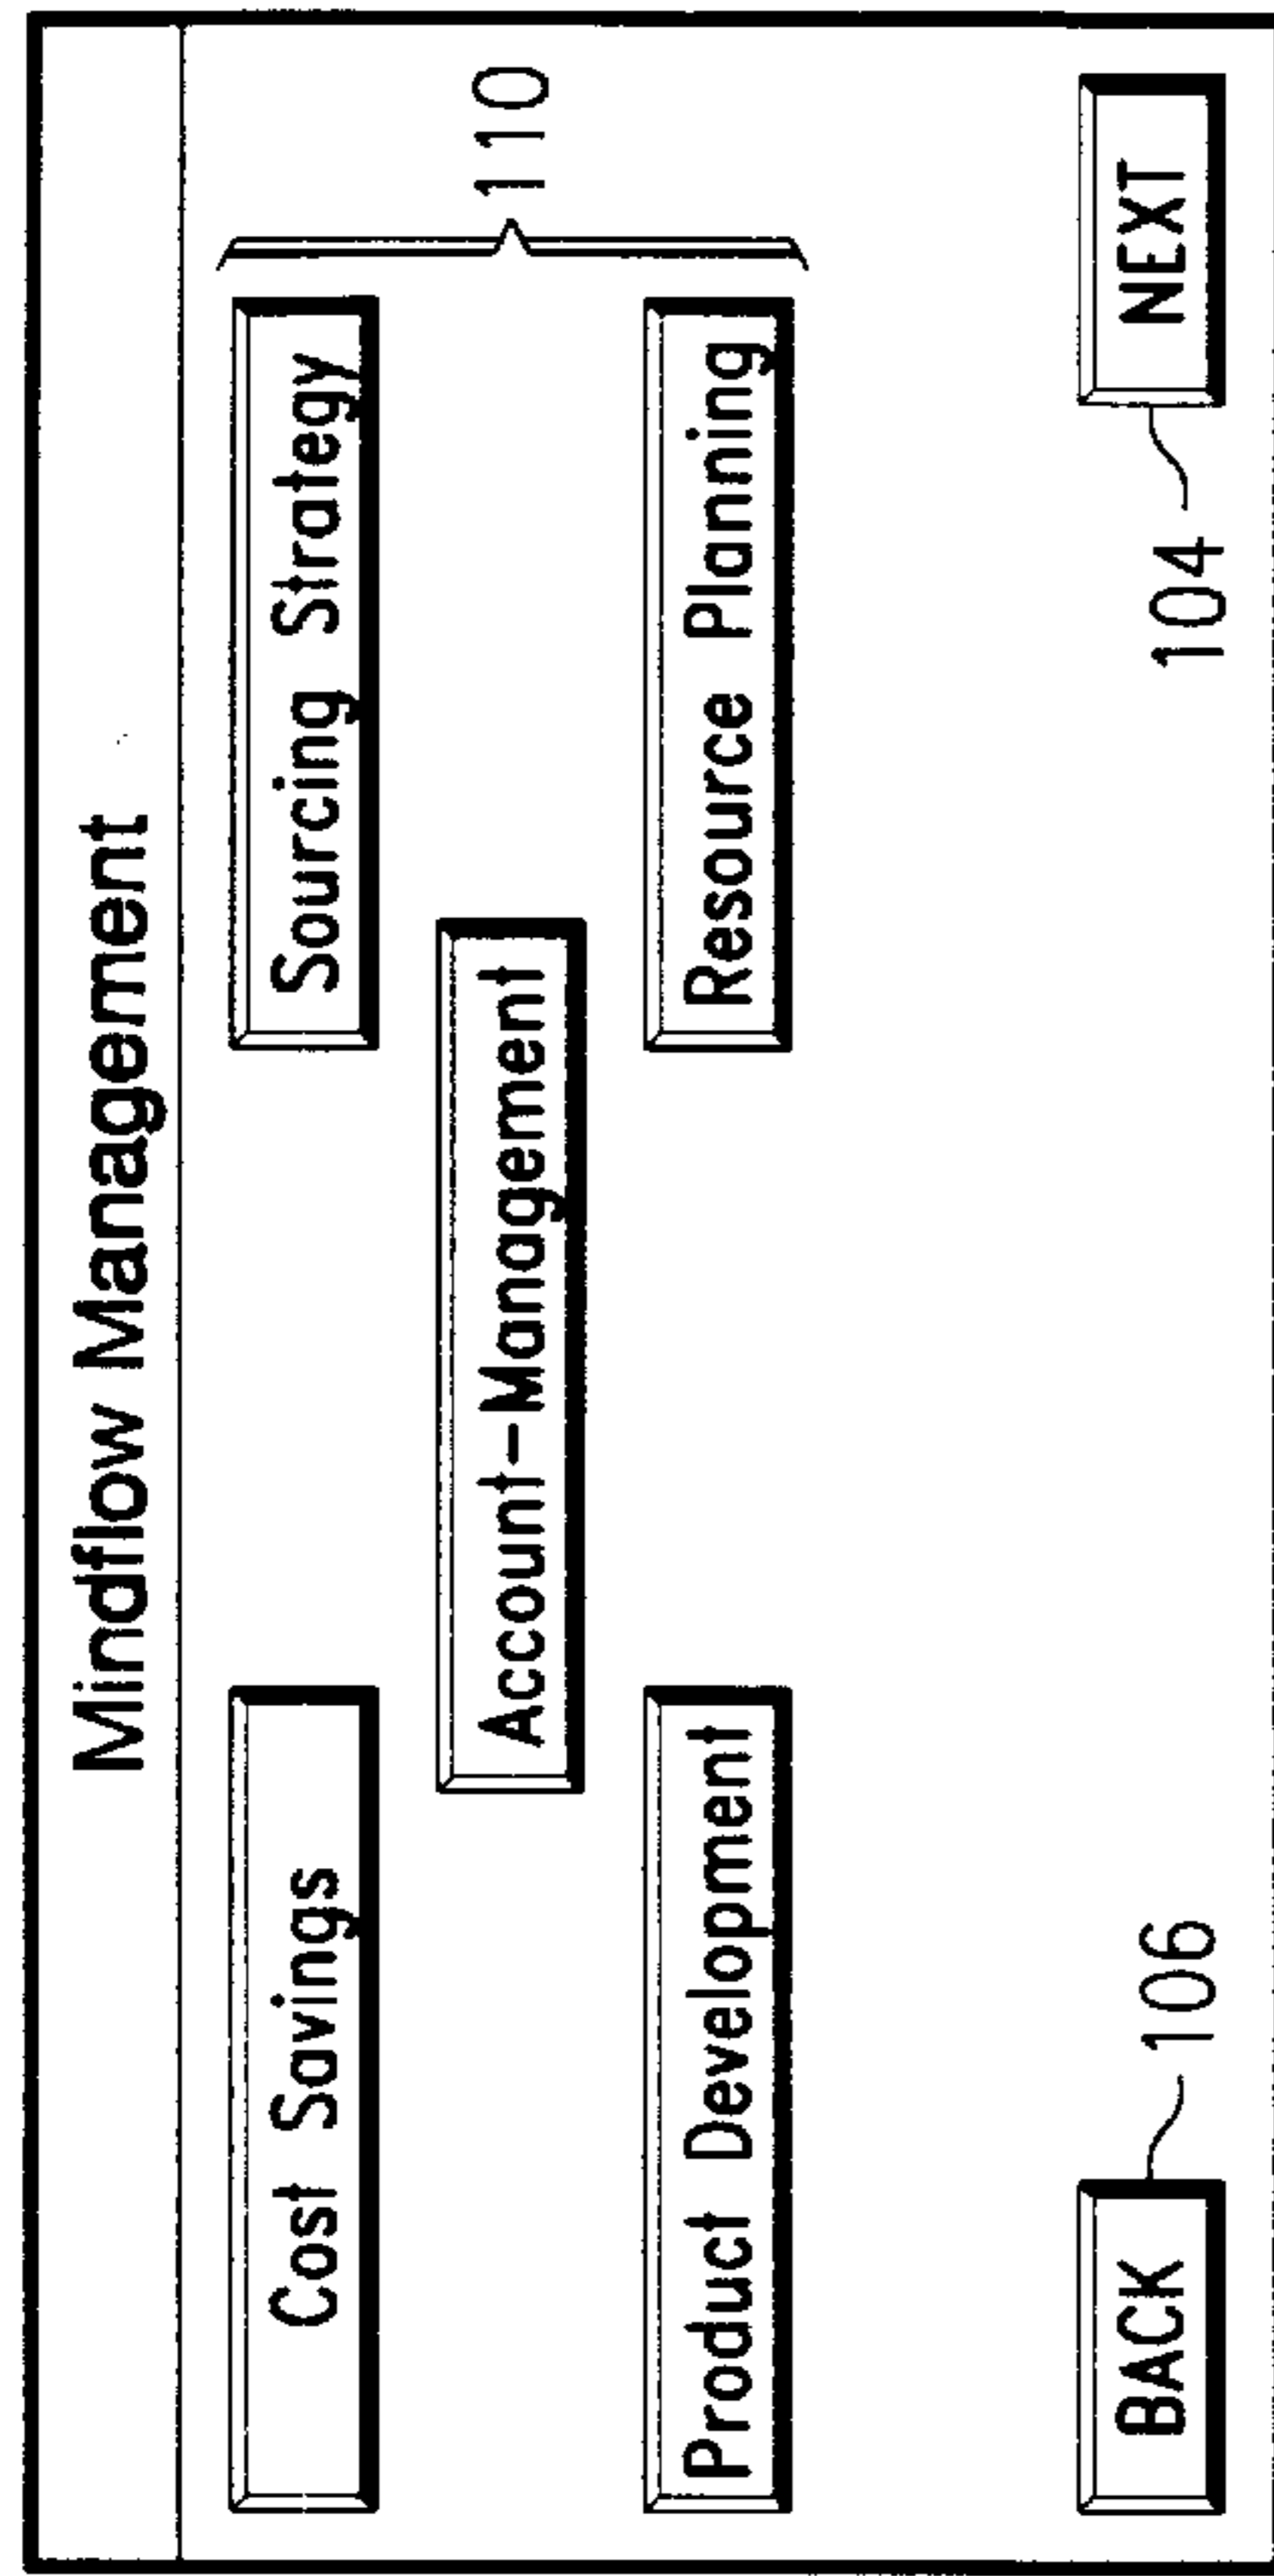 Mindflow Management
Cost Savings
Sourcing Strategy
Account-Management
110
Product Development
Resource Planning
BACK
106
104
NEXT